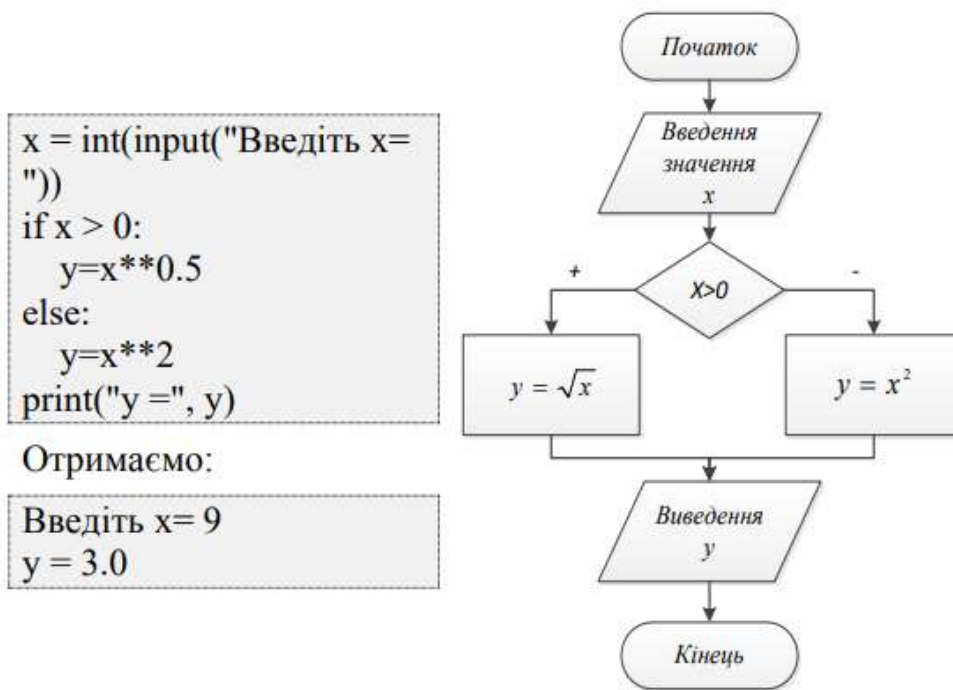 x = int(input("Введіть x=
"))
if x > 0:
    y=x**0.5
else:
    y=x**2
print("y =", y)
Отримаємо:
Введіть x= 9
y = 3.0
Початок
Введення
значення
x
X>0
+
-
y = √x
y = x²
Виведення
y
Кінець